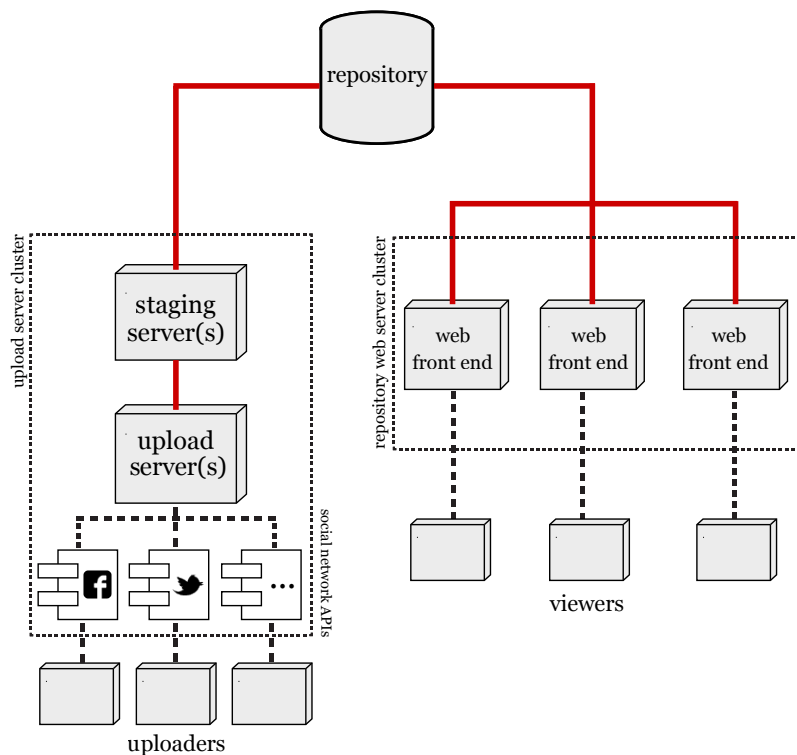 repository
upload server cluster
staging
server(s)
upload
server(s)
social network APIs
f
...
uploaders
repository web server cluster
web
front end
web
front end
web
front end
viewers